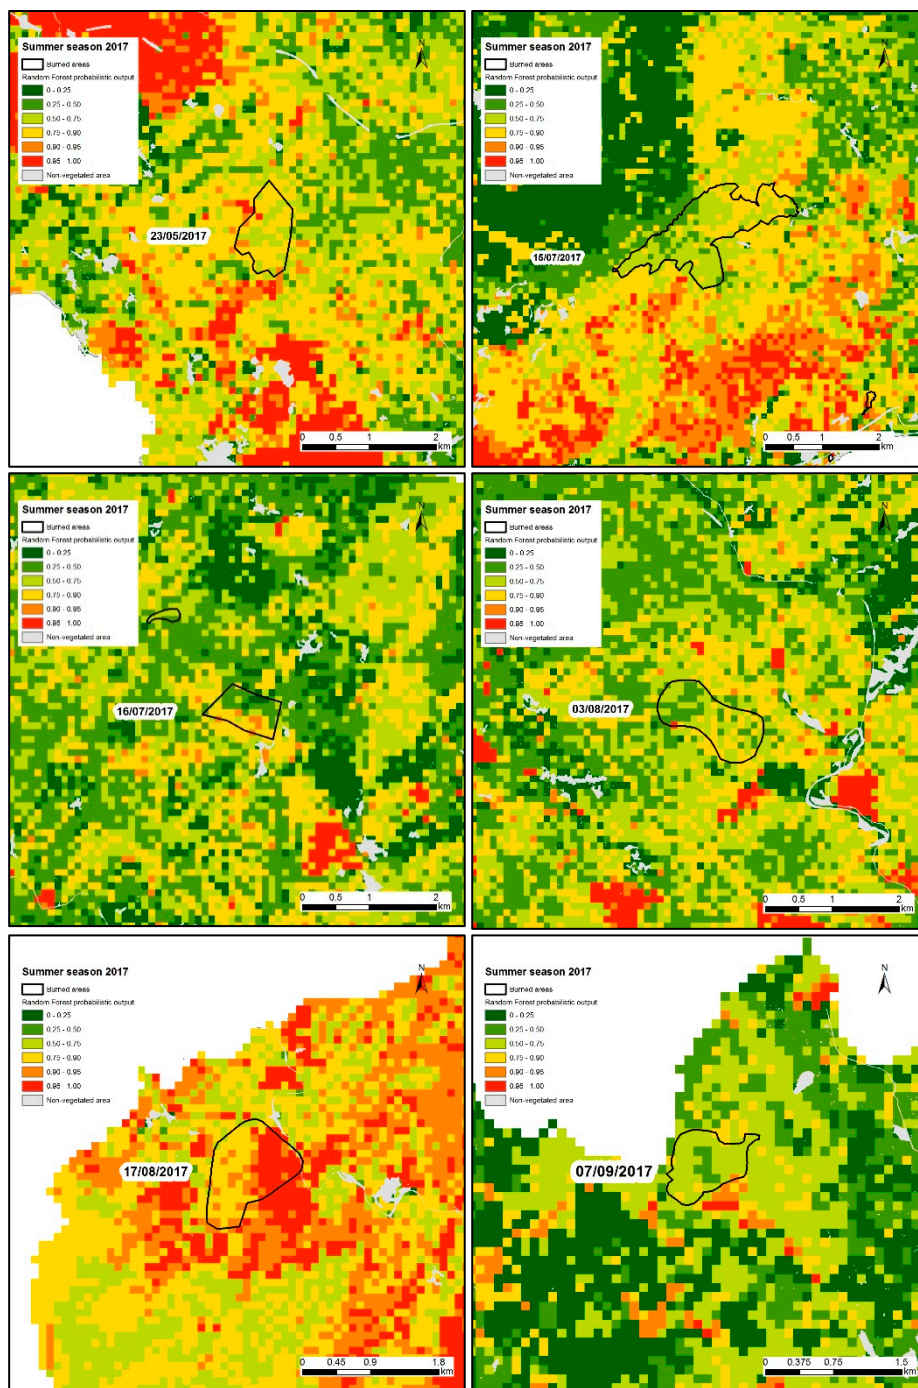 Summer season 2017
Burned areas
Random Forest probabilistic output
0 - 0.25
0.25 - 0.50
0.50 - 0.75
0.75 - 0.90
0.90 - 0.95
0.95 - 1.00
Non-vegetated area
N
23/05/2017
0 0.5 1 2
km
Summer season 2017
Burned areas
Random Forest probabilistic output
0 - 0.25
0.25 - 0.50
0.50 - 0.75
0.75 - 0.90
0.90 - 0.95
0.95 - 1.00
Non-vegetated area
N
15/07/2017
0 0.5 1 2
km
Summer season 2017
Burned areas
Random Forest probabilistic output
0 - 0.25
0.25 - 0.50
0.50 - 0.75
0.75 - 0.90
0.90 - 0.95
0.95 - 1.00
Non-vegetated area
N
16/07/2017
0 0.5 1 2
km
Summer season 2017
Burned areas
Random Forest probabilistic output
0 - 0.25
0.25 - 0.50
0.50 - 0.75
0.75 - 0.90
0.90 - 0.95
0.95 - 1.00
Non-vegetated area
N
03/08/2017
0 0.5 1 2
km
Summer season 2017
Burned areas
Random Forest probabilistic output
0 - 0.25
0.25 - 0.50
0.50 - 0.75
0.75 - 0.90
0.90 - 0.95
0.95 - 1.00
Non-vegetated area
N
17/08/2017
0 0.45 0.9 1.8
km
Summer season 2017
Burned areas
Random Forest probabilistic output
0 - 0.25
0.25 - 0.50
0.50 - 0.75
0.75 - 0.90
0.90 - 0.95
0.95 - 1.00
Non-vegetated area
N
07/09/2017
0 0.375 0.75 1.5
km